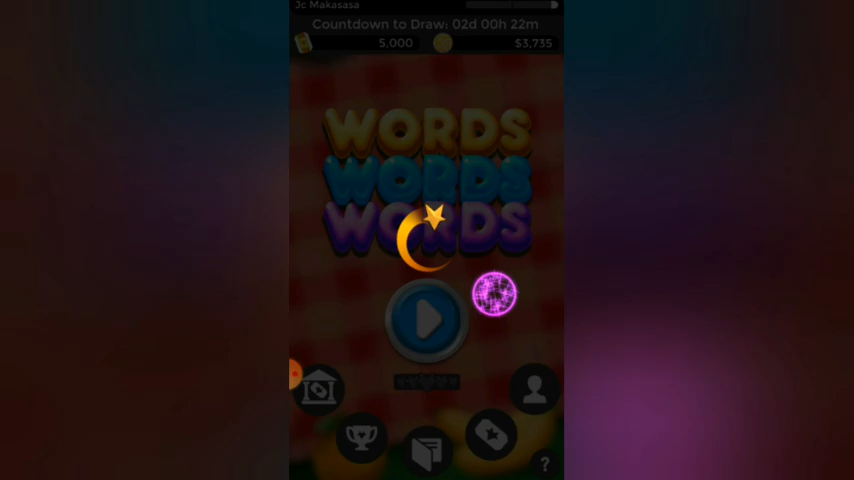 Jc Makasasa
Countdown to Draw: 02d 00h 22m
5,000
$3,735
WORDS
WORDS
WORDS
?